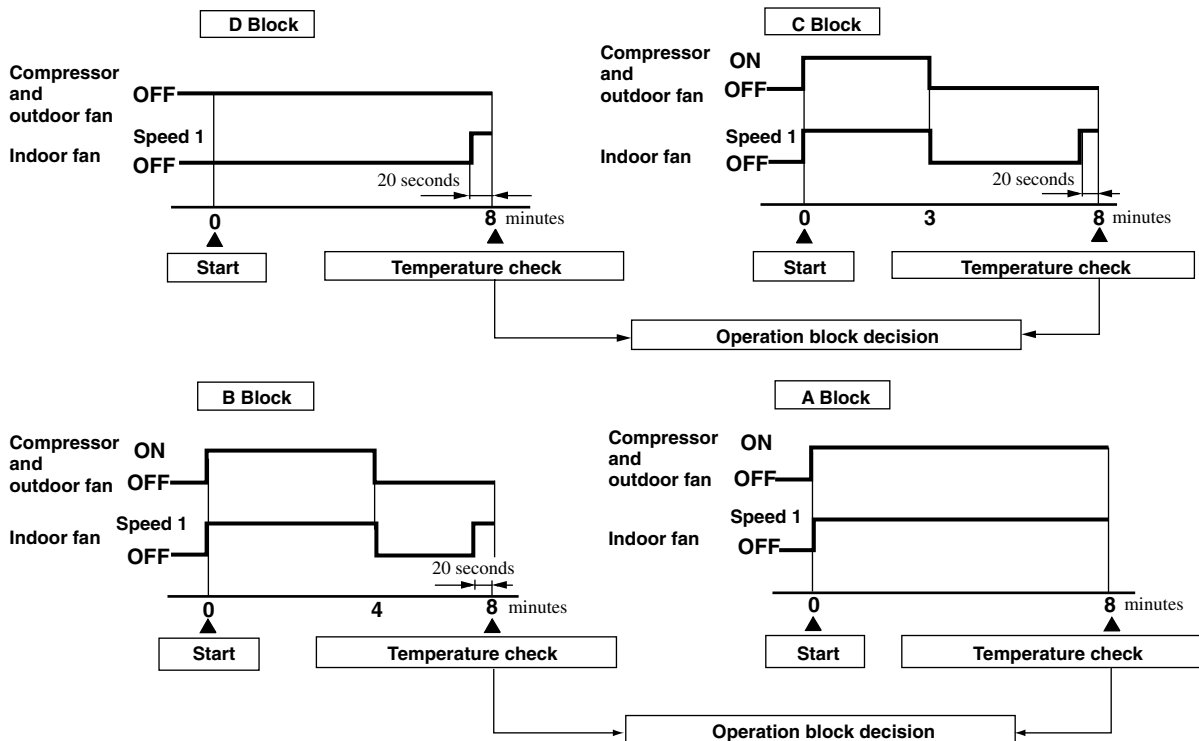 D Block
Compressor
and
outdoor fan
OFF
Speed 1
Indoor fan
OFF
20 seconds
0
8 minutes
Start
Temperature check
C Block
Compressor
and
outdoor fan
ON
OFF
Speed 1
Indoor fan
OFF
20 seconds
0
3
8 minutes
Start
Temperature check
Operation block decision
B Block
Compressor
and
outdoor fan
ON
OFF
Speed 1
Indoor fan
OFF
20 seconds
0
4
8 minutes
Start
Temperature check
A Block
Compressor
and
outdoor fan
ON
OFF
Speed 1
Indoor fan
OFF
0
8 minutes
Start
Temperature check
Operation block decision